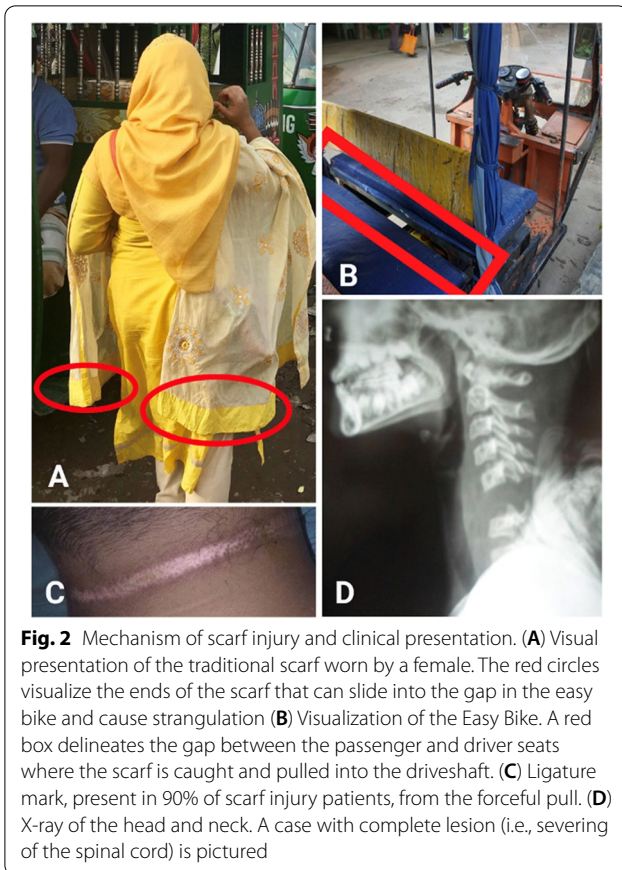 NG
A
B
C
D
Fig. 2 Mechanism of scarf injury and clinical presentation. (A) Visual
presentation of the traditional scarf worn by a female. The red circles
visualize the ends of the scarf that can slide into the gap in the easy
bike and cause strangulation (B) Visualization of the Easy Bike. A red
box delineates the gap between the passenger and driver seats
where the scarf is caught and pulled into the driveshaft. (C) Ligature
mark, present in 90% of scarf injury patients, from the forceful pull. (D)
X-ray of the head and neck. A case with complete lesion (i.e., severing
of the spinal cord) is pictured